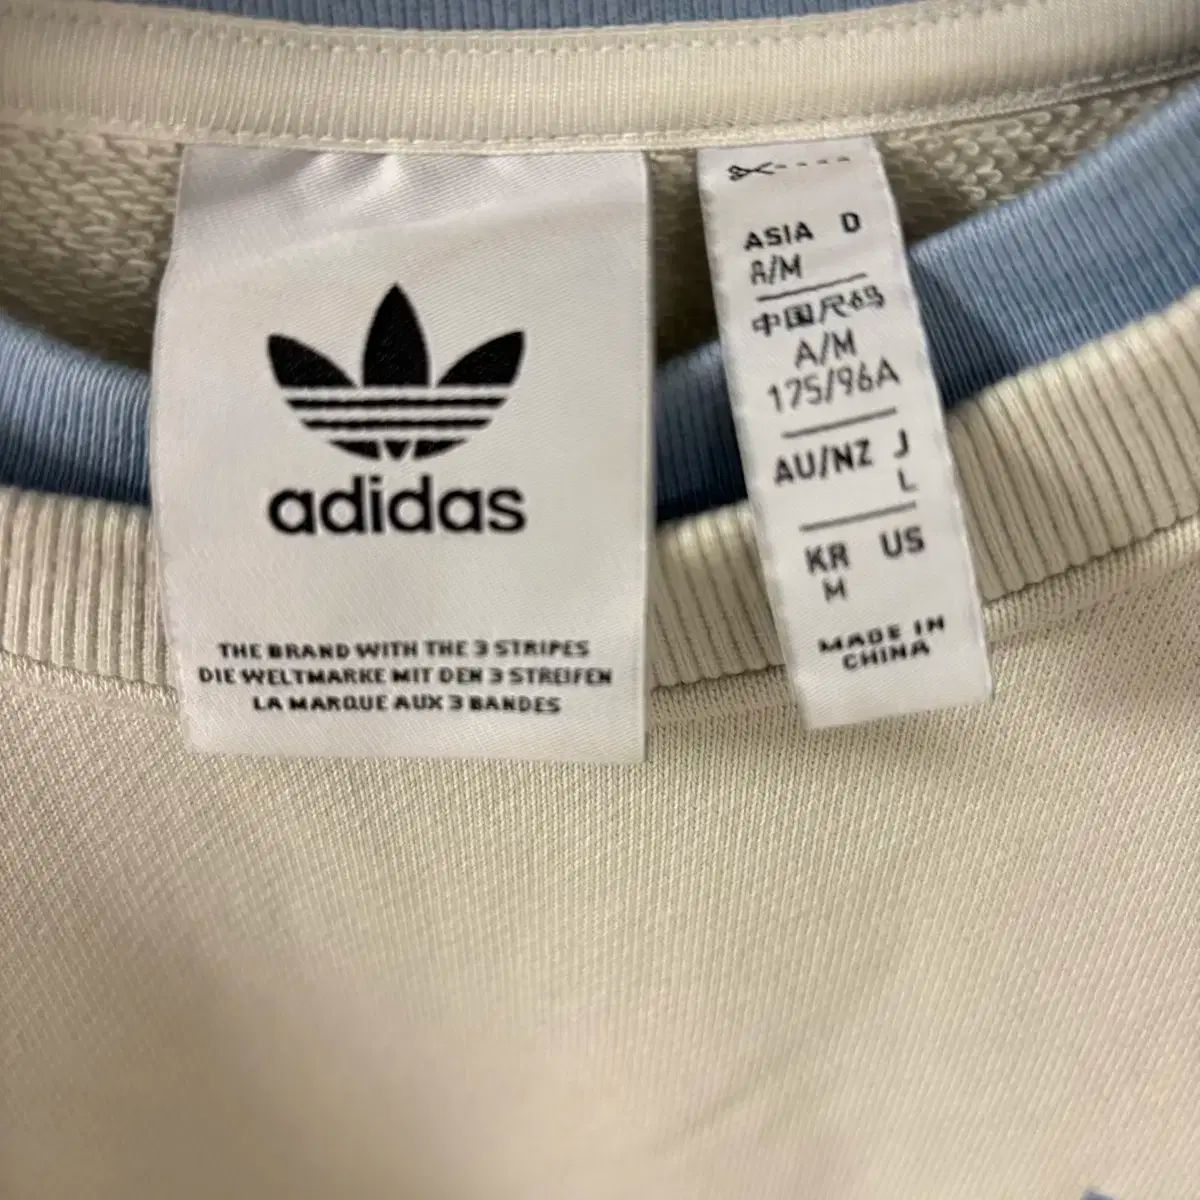 adidas
THE BRAND WITH THE 3 STRIPES
DIE WELTMARKE MIT DEN 3 STREIFEN
LA MARQUE AUX 3 BANDES
ASIA D
A/M
中国尺码
A/M
175/96A
AU/NZ J
L
KR US
M
MADE IN
CHINA